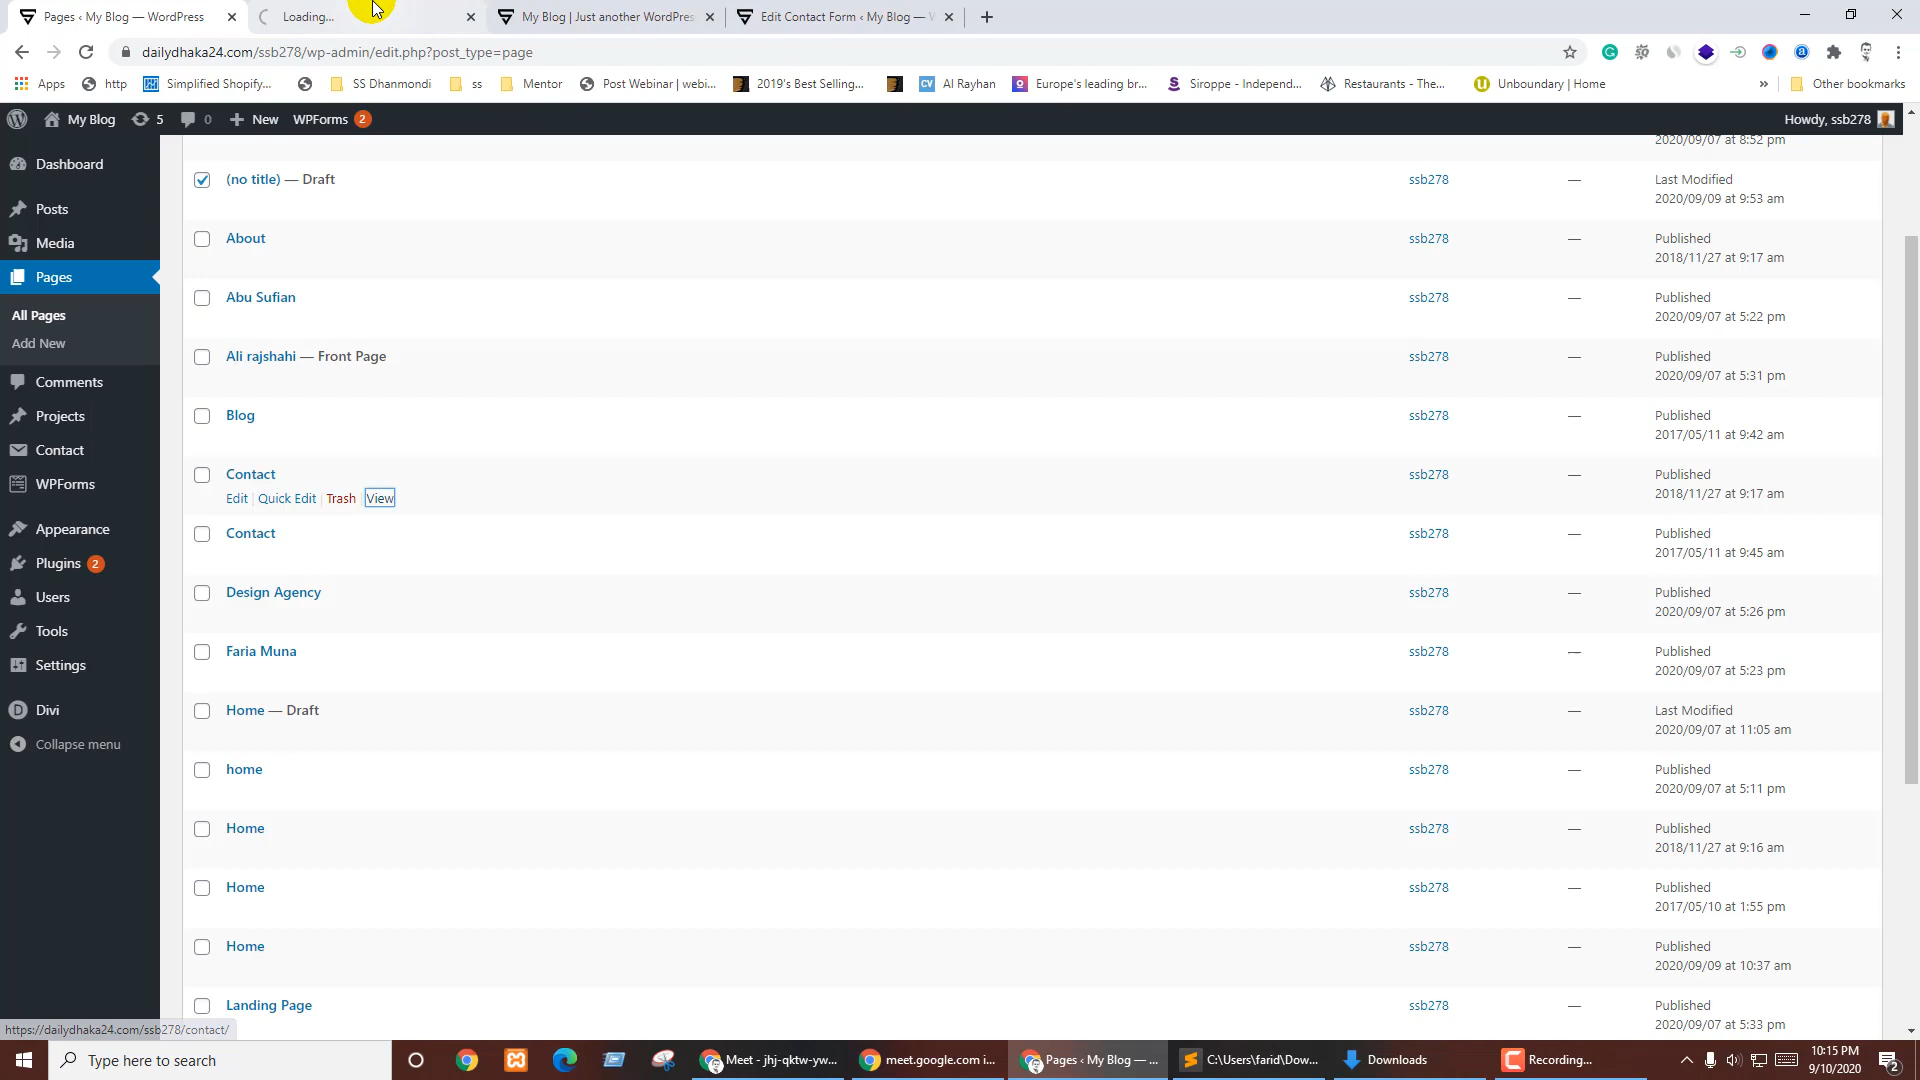 Pages ‹ My Blog — WordPress
Loading...
My Blog | Just another WordPres
Edit Contact Form ‹ My Blog — W
dailydhaka24.com/ssb278/wp-admin/edit.php?post_type=page
Apps
http
Simplified Shopify...
SS Dhanmondi
ss
Mentor
Post Webinar | webi...
2019's Best Selling...
CV
Al Rayhan
Europe's leading br...
Siroppe - Independ...
Restaurants - The...
Unboundary | Home
»
Other bookmarks
My Blog
5
0
New
WPForms 2
Howdy, ssb278
2020/09/07 at 8:52 pm
Dashboard
Posts
Media
Pages
All Pages
Add New
Comments
Projects
Contact
WPForms
Appearance
Plugins 2
Users
Tools
Settings
Divi
Collapse menu
(no title) — Draft
ssb278
—
Last Modified
2020/09/09 at 9:53 am
About
ssb278
—
Published
2018/11/27 at 9:17 am
Abu Sufian
ssb278
—
Published
2020/09/07 at 5:22 pm
Ali rajshahi — Front Page
ssb278
—
Published
2020/09/07 at 5:31 pm
Blog
ssb278
—
Published
2017/05/11 at 9:42 am
Contact
Edit | Quick Edit | Trash | View
ssb278
—
Published
2018/11/27 at 9:17 am
Contact
ssb278
—
Published
2017/05/11 at 9:45 am
Design Agency
ssb278
—
Published
2020/09/07 at 5:26 pm
Faria Muna
ssb278
—
Published
2020/09/07 at 5:23 pm
Home — Draft
ssb278
—
Last Modified
2020/09/07 at 11:05 am
home
ssb278
—
Published
2020/09/07 at 5:11 pm
Home
ssb278
—
Published
2018/11/27 at 9:16 am
Home
ssb278
—
Published
2017/05/10 at 1:55 pm
Home
ssb278
—
Published
2020/09/09 at 10:37 am
Landing Page
ssb278
—
Published
2020/09/07 at 5:33 pm
https://dailydhaka24.com/ssb278/contact/
Type here to search
Meet - jhj-qktw-yw...
meet.google.com i...
Pages ‹ My Blog — ...
C:\Users\farid\Dow...
Downloads
Recording...
10:15 PM
9/10/2020
2